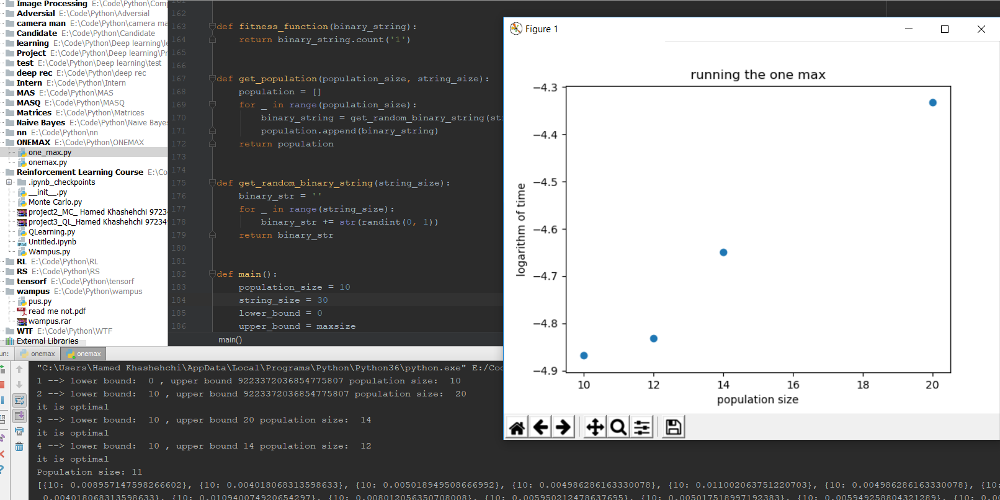 Image Processing E:\Code\Python\Com
Adversial E:\Code\Python\Adversial
camera man E:\Code\Python\camera ma
Candidate E:\Code\Python\Candidate
learning E:\Code\Python\Deep learning\le
Project E:\Code\Python\Deep learning\Pr
test E:\Code\Python\Deep learning\test
deep rec E:\Code\Python\deep rec
Intern E:\Code\Python\Intern
MAS E:\Code\Python\MAS
MASQ E:\Code\Python\MASQ
Matrices E:\Code\Python\Matrices
Naive Bayes E:\Code\Python\Naive Baye
nn E:\Code\Python\nn
ONEMAX E:\Code\Python\ONEMAX
one_max.py
onemax.py
Reinforcement Learning Course E:\Co
.ipynb_checkpoints
__init__.py
Monte Carlo.py
project2_MC_ Hamed Khashehchi 9723
project3_QL_Hamed Khashehchi 97234
QLearning.py
Untitled.ipynb
Wampus.py
RL E:\Code\Python\RL
RS E:\Code\Python\RS
tensorf E:\Code\Python\tensorf
wampus E:\Code\Python\wampus
pus.py
read me not.pdf
wampus.rar
WTF E:\Code\Python\WTF
External Libraries
161
162
163 def fitness_function(binary_string):
164 return binary_string.count('1')
165
166
167 def get_population(population_size, string_size):
168 population = []
169 for _ in range(population_size):
170 binary_string = get_random_binary_string(str
171 population.append(binary_string)
172 return population
173
174
175 def get_random_binary_string(string_size):
176 binary_str = ''
177 for _ in range(string_size):
178 binary_str += str(randint(0, 1))
179 return binary_str
180
181
182 def main():
183 population_size = 10
184 string_size = 30
185 lower_bound = 0
186 upper_bound = maxsize
main()
Figure 1
running the one max
−4.3
−4.4
−4.5
−4.6
−4.7
−4.8
−4.9
logarithm of time
10 12 14 16 18 20
population size
un: onemax onemax
"C:\Users\Hamed Khashehchi\AppData\Local\Programs\Python\Python36\python.exe" E:/Coc
1 --> lower bound: 0 , upper bound 9223372036854775807 population size: 10
2 --> lower bound: 10 , upper bound 9223372036854775807 population size: 20
it is optimal
3 --> lower bound: 10 , upper bound 20 population size: 14
it is optimal
4 --> lower bound: 10 , upper bound 14 population size: 12
it is optimal
Population size: 11
[{10: 0.008957147598266602}, {10: 0.004018068313598633}, {10: 0.005018949508666992}, {10: 0.004986286163330078}, {10: 0.011002063751220703}, {10: 0.004986286163330078}, {10:
0.004018068313598633}, {10: 0.010940074920654297}, {10: 0.008012056350708008}, {10: 0.005950212478637695}, {10: 0.005017518997192383}, {10: 0.005949258804321289}, {10: 0